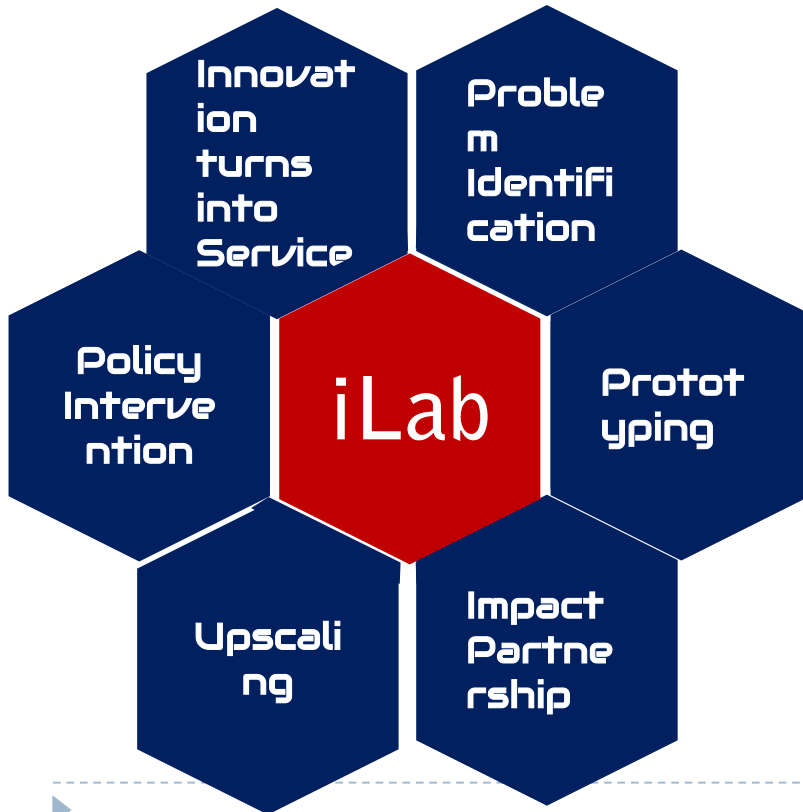 Innovat
ion
turns
into
Service
Proble
m
Identifi
cation
Policy
Interve
ntion
iLab
Protot
yping
Upscali
ng
Impact
Partne
rship